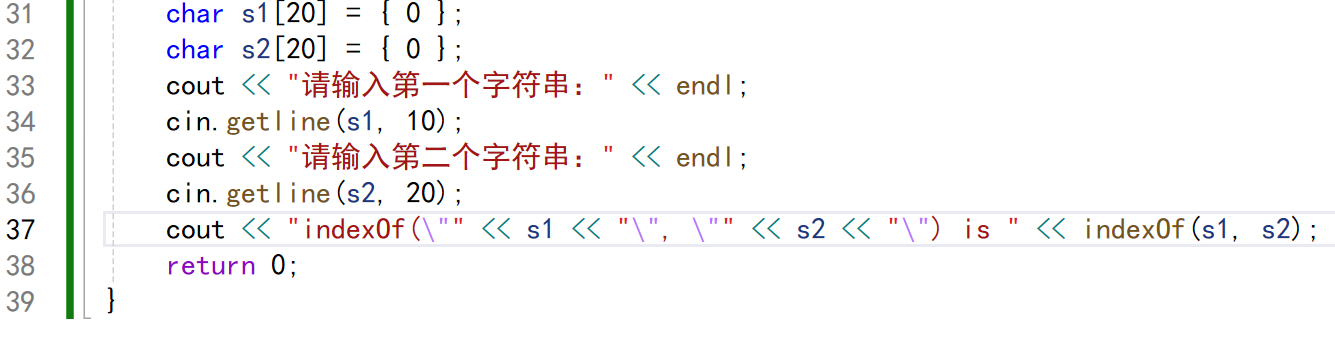 31 char s1[20] = { 0 };
32 char s2[20] = { 0 };
33 cout << "请输入第一个字符串：" << endl;
34 cin.getline(s1, 10);
35 cout << "请输入第二个字符串：" << endl;
36 cin.getline(s2, 20);
37 cout << "indexOf(\"" << s1 << "\", \"" << s2 << "\") is " << indexOf(s1, s2);
38 return 0;
39 }